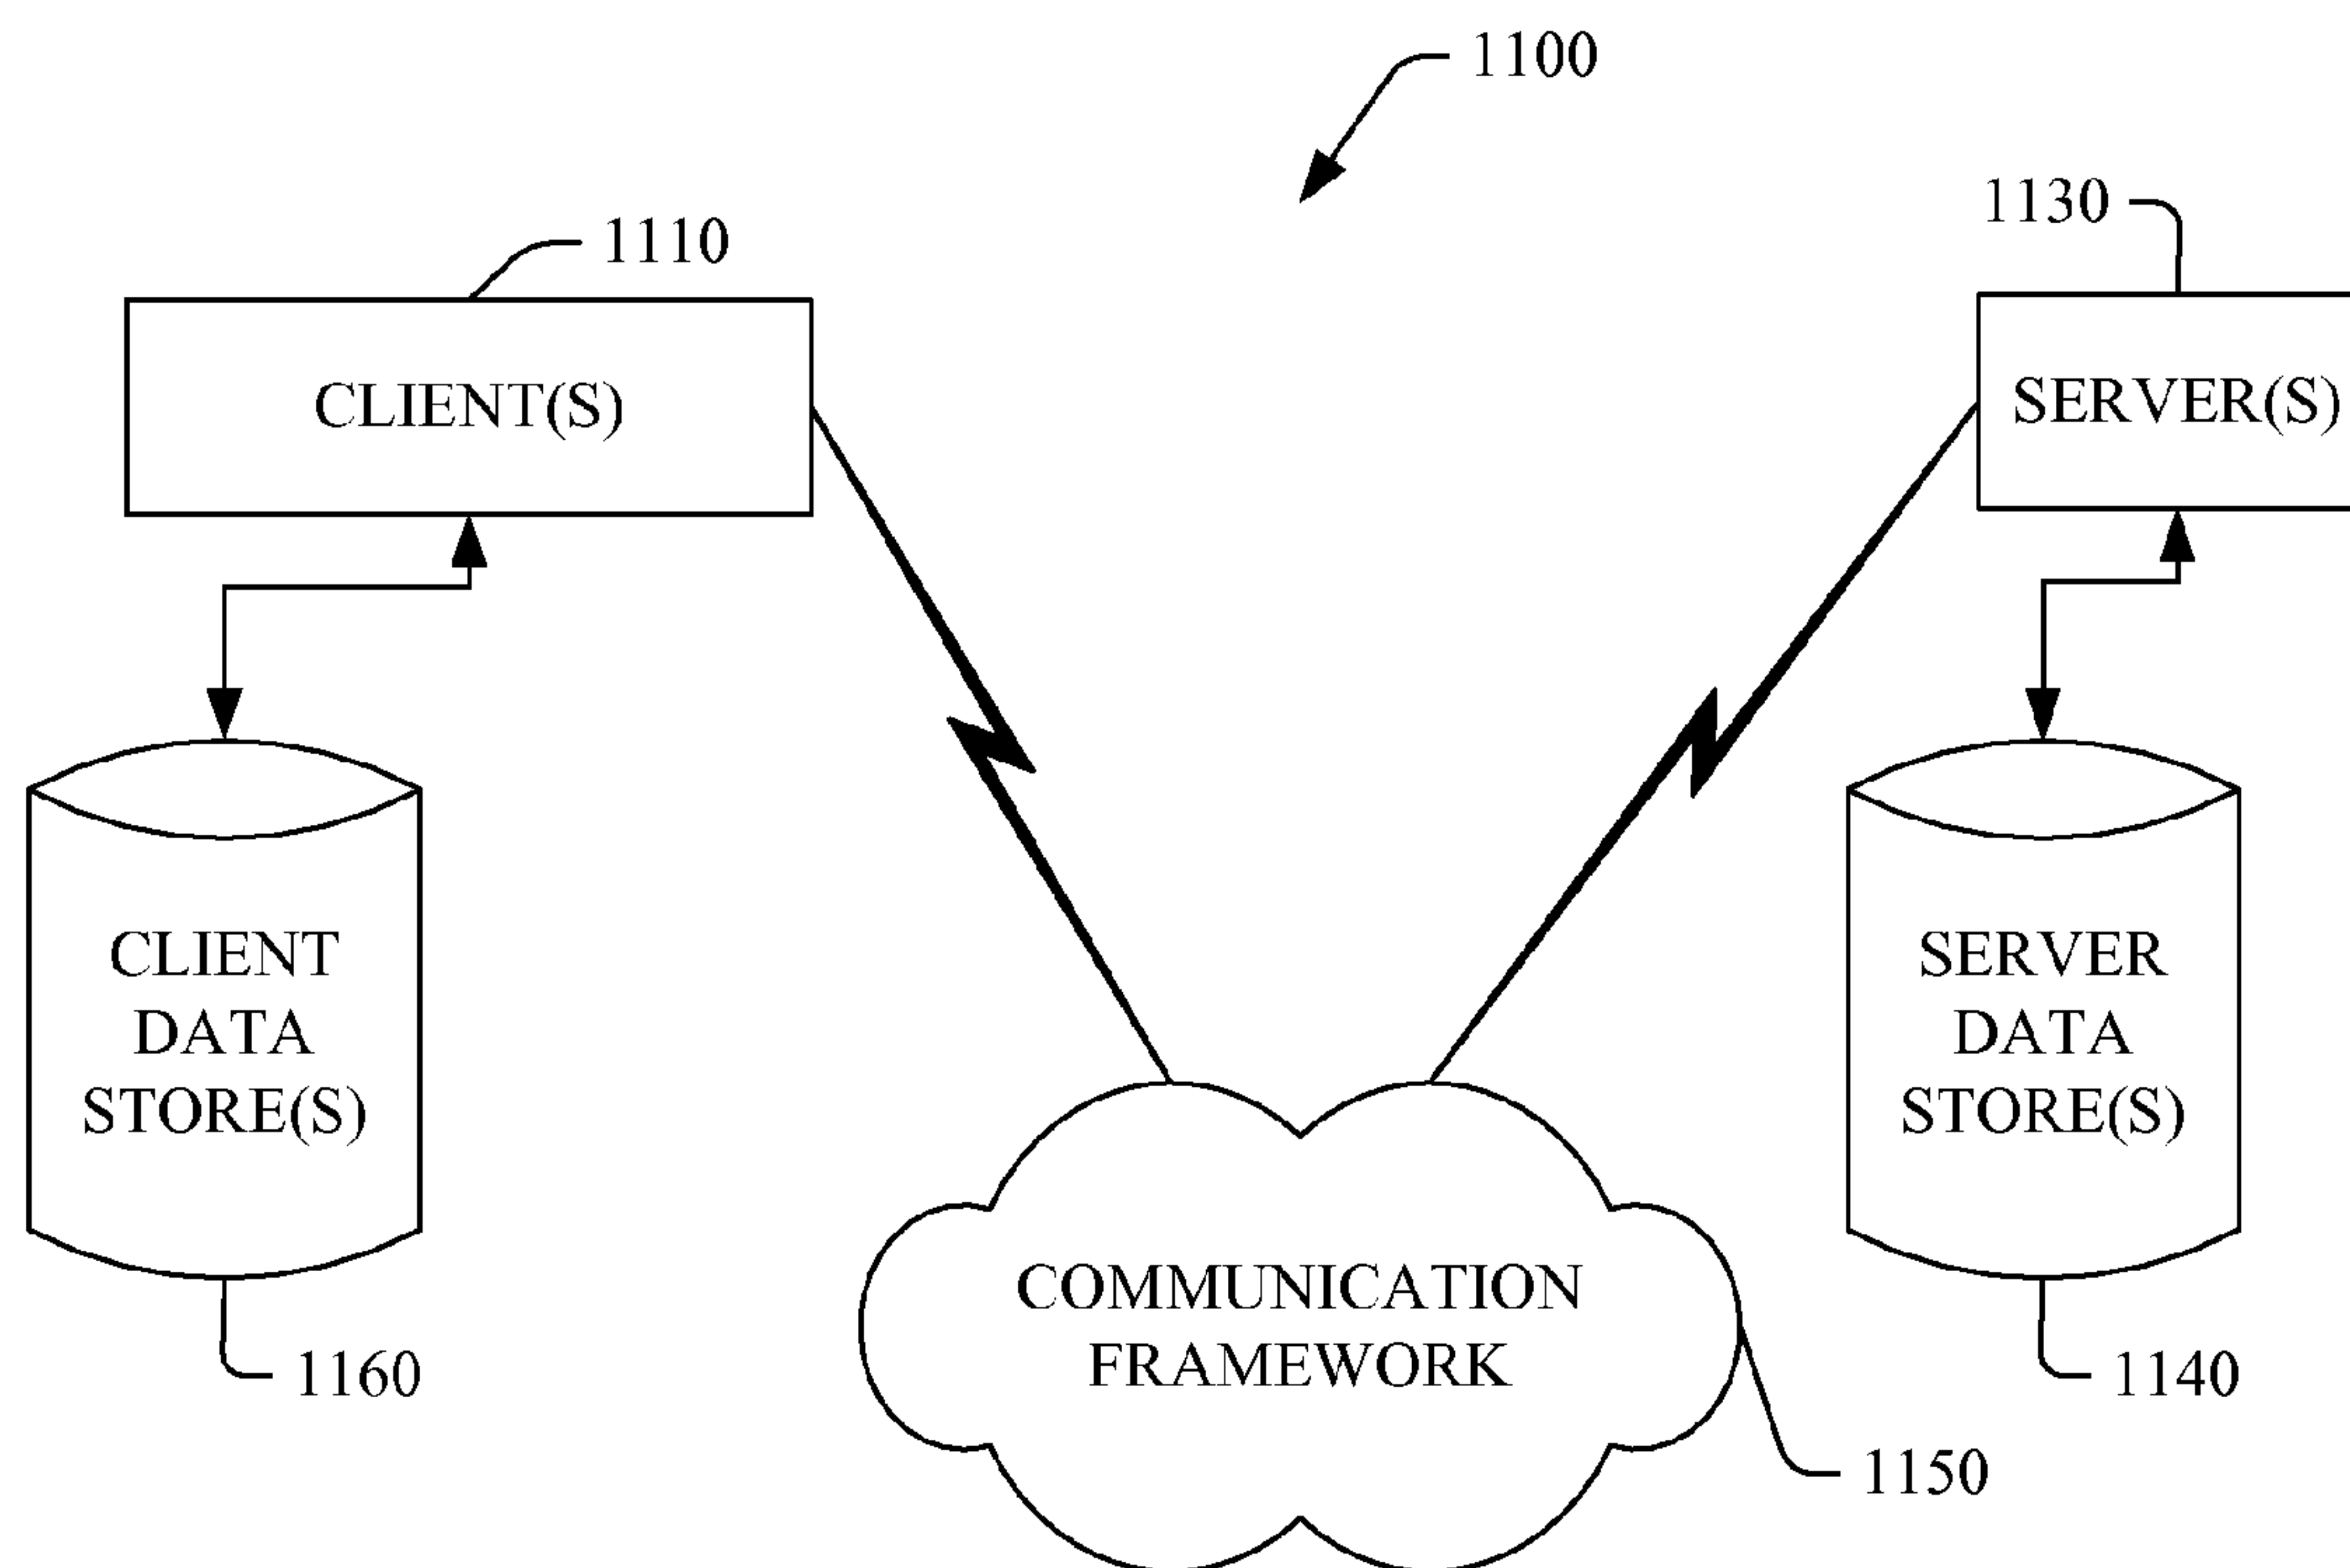 1100
1110
1130
CLIENT(S)
SERVER(S)
CLIENT
DATA
STORE(S)
SERVER
DATA
STORE(S)
COMMUNICATION
FRAMEWORK
1160
1140
1150